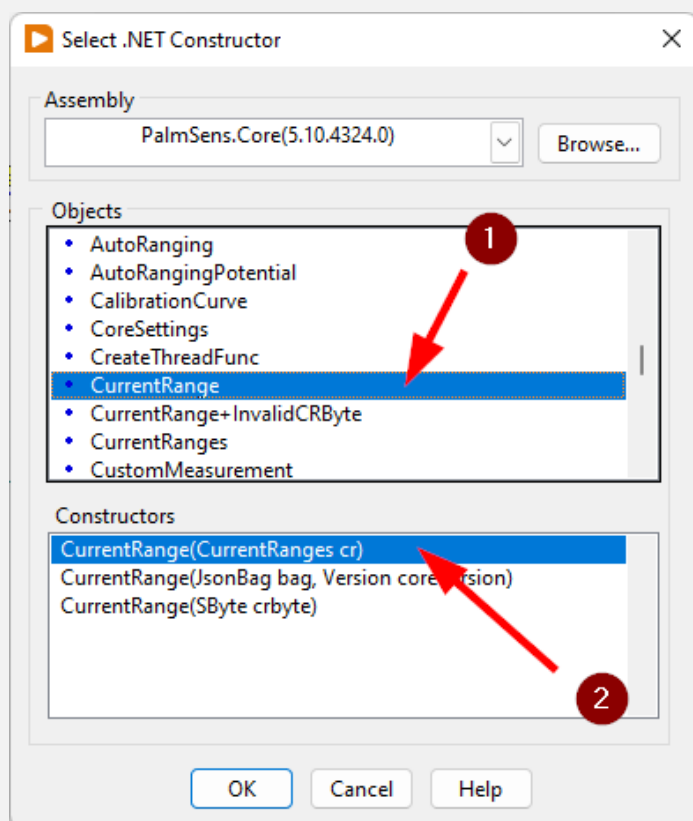 Select .NET Constructor
Assembly
PalmSens.Core(5.10.4324.0)
Browse...
Objects
AutoRanging
1
AutoRangingPotential
CalibrationCurve
CoreSettings
CreateThreadFunc
CurrentRange
CurrentRange+InvalidCRByte
CurrentRanges
CustomMeasurement
Constructors
CurrentRange(CurrentRanges cr)
CurrentRange(JsonBag bag, Version coreVersion)
CurrentRange(SByte crbyte)
2
OK
Cancel
Help